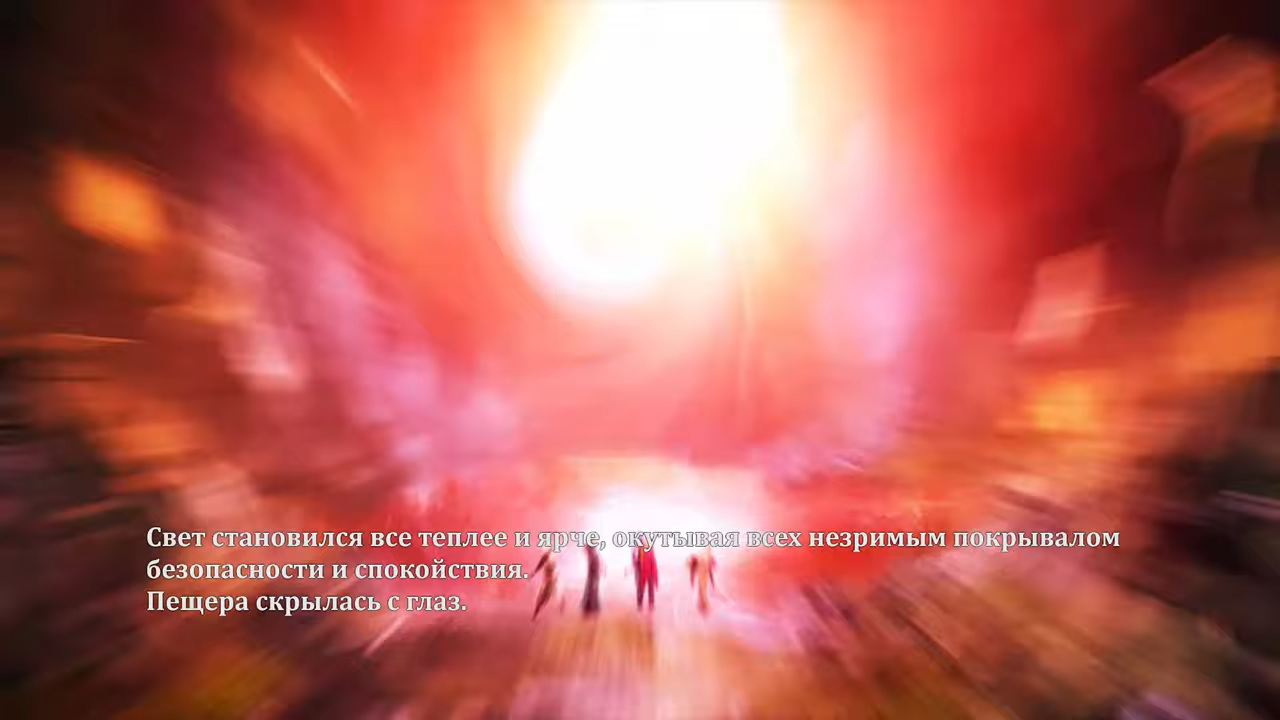 Свет становился все теплее и ярче, окутывая всех незримым покрывалом
безопасности и спокойствия.
Пещера скрылась с глаз.